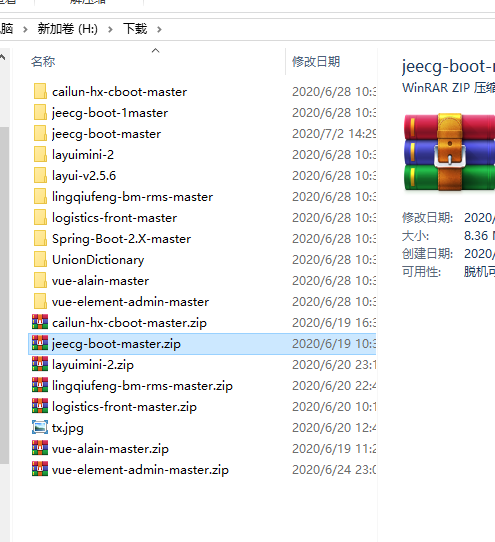 解压缩
脑 新加卷 (H:) 下载
名称 修改日期
cailun-hx-cboot-master 2020/6/28 10:3
jeecg-boot-1master 2020/6/28 10:3
jeecg-boot-master 2020/7/2 14:29
layuimini-2 2020/6/28 10:3
layui-v2.5.6 2020/6/28 10:3
lingqiufeng-bm-rms-master 2020/6/28 10:3
logistics-front-master 2020/6/28 10:3
Spring-Boot-2.X-master 2020/6/28 10:3
UnionDictionary 2020/6/28 10:3
vue-alain-master 2020/6/28 10:3
vue-element-admin-master 2020/6/28 10:3
cailun-hx-cboot-master.zip 2020/6/19 16:3
jeecg-boot-master.zip 2020/6/19 10:3
layuimini-2.zip 2020/6/20 23:1
lingqiufeng-bm-rms-master.zip 2020/6/20 22:4
logistics-front-master.zip 2020/6/20 10:1
tx.jpg 2020/6/20 12:4
vue-alain-master.zip 2020/6/19 11:2
vue-element-admin-master.zip 2020/6/24 23:0
jeecg-boot-r
WinRAR ZIP 压缩
修改日期: 2020/
大小: 8.36 M
创建日期: 2020/
可用性: 脱机可